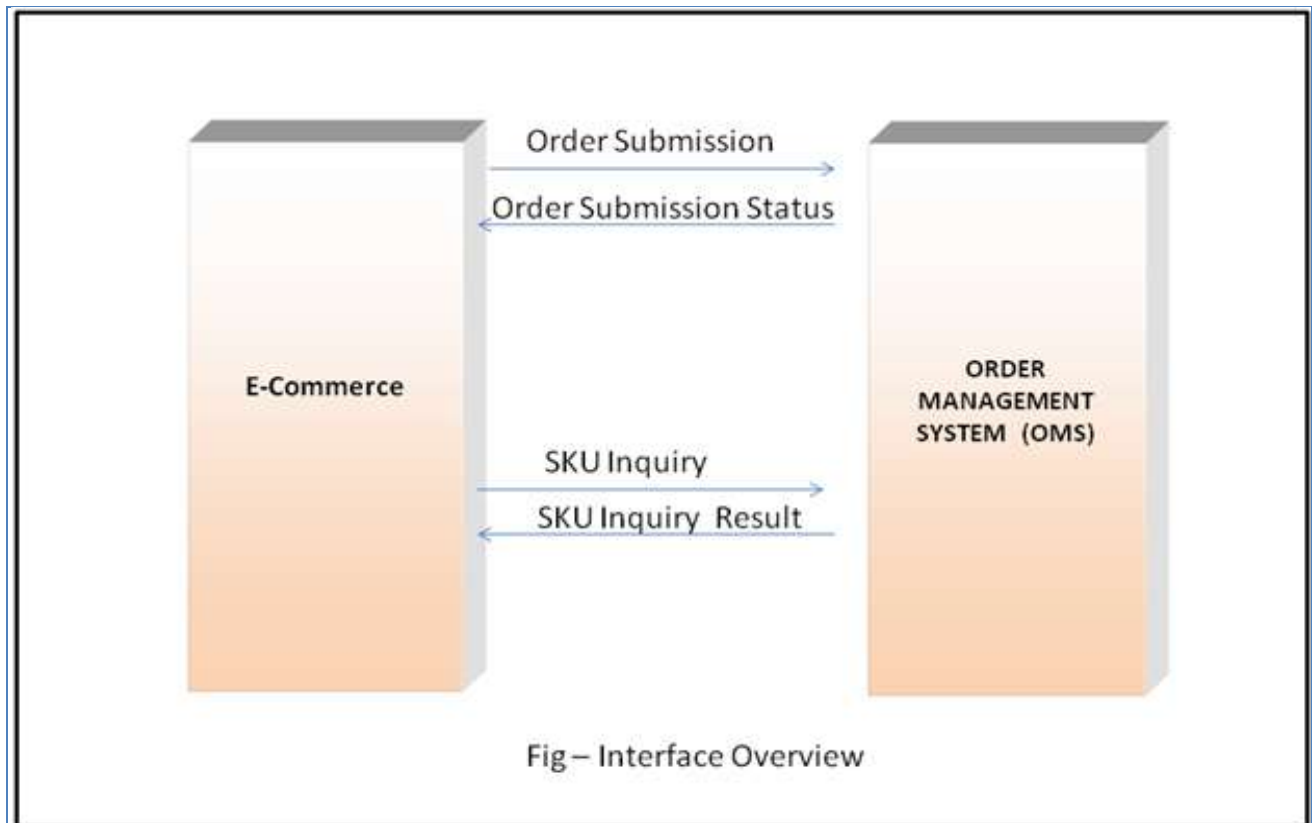 Order Submission
Order Submission Status
E-Commerce
ORDER
MANAGEMENT
SYSTEM (OMS)
SKU Inquiry
SKU Inquiry Result
Fig – Interface Overview